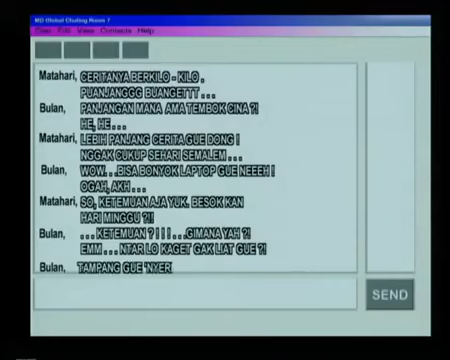 MD Global Chating Room 7
Chat Edit View Contacts Help
Matahari, CERITANYA BERKILO - KILO .
PUANJANGGG BUANGETTT . . .
Bulan, PANJANGAN MANA AMA TEMBOK CINA ?!
HE, HE . . .
Matahari, LEBIH PANJANG CERITA GUE DONG !
NGGAK CUKUP SEHARI SEMALEM . . .
Bulan, WOW. . .BISA BONYOK LAPTOP GUE NEEEH !
OGAH, AKH . . .
Matahari, SO, KETEMUAN AJA YUK. BESOK KAN
HARI MINGGU ?!!
Bulan, . . .KETEMUAN ? ! ! ! . . .GIMANA YAH ?!
EMM . . .NTAR LO KAGET GAK LIAT GUE ?!
Bulan, TAMPANG GUE 'NYER
SEND